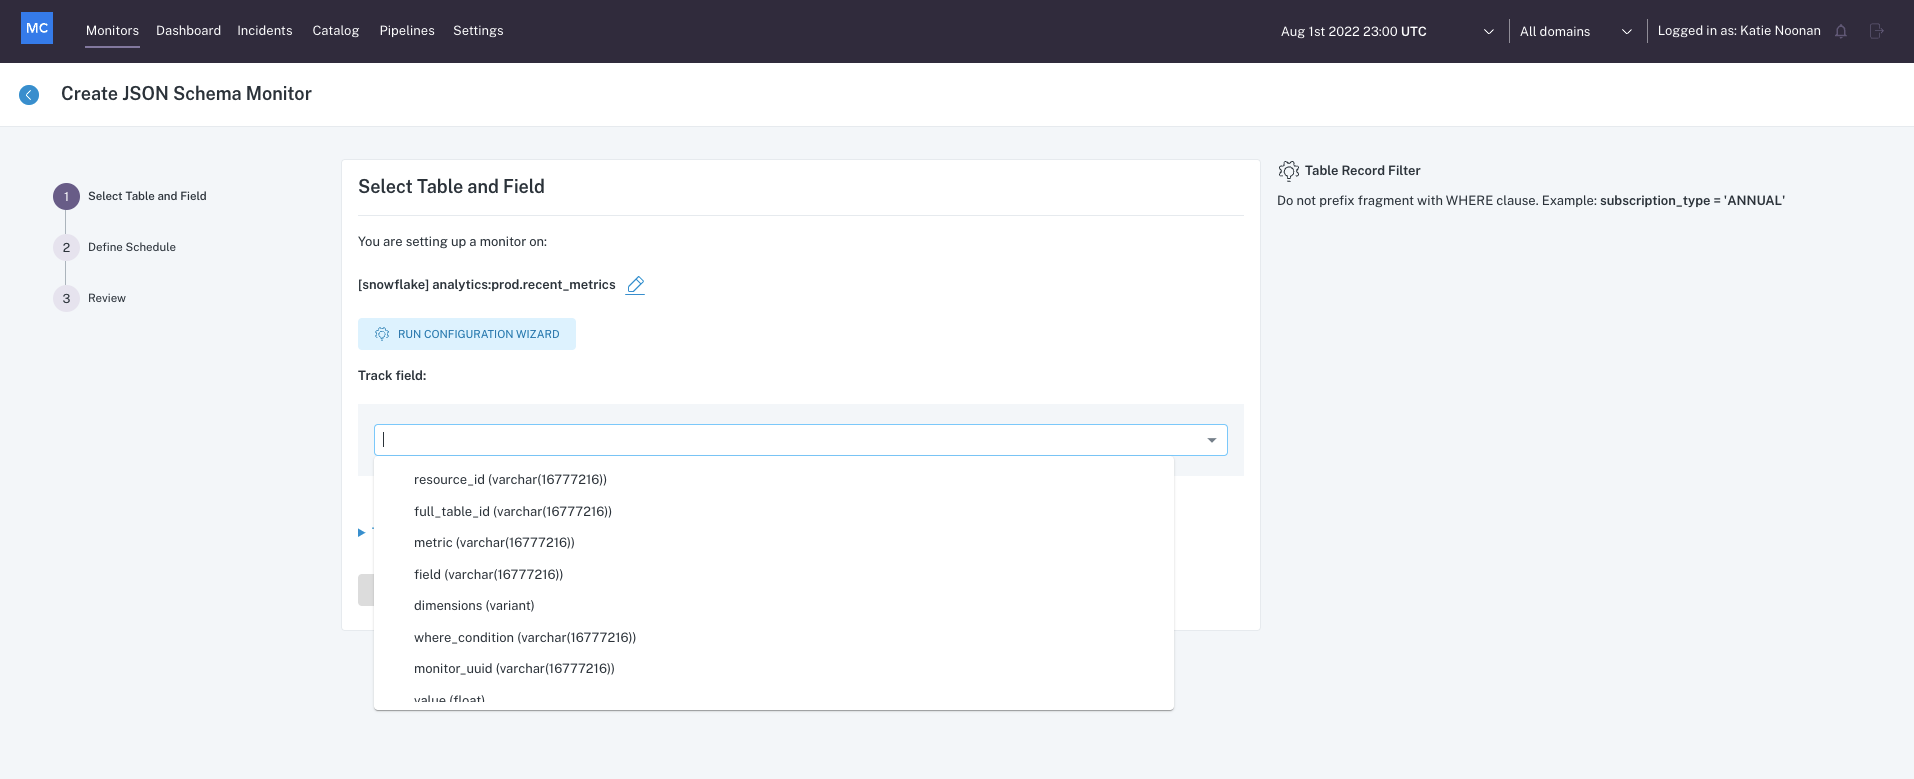 MC Monitors Dashboard Incidents Catalog Pipelines Settings Aug 1st 2022 23:00 UTC All domains Logged in as: Katie Noonan
Create JSON Schema Monitor
1 Select Table and Field
2 Define Schedule
3 Review
Select Table and Field
You are setting up a monitor on:
[snowflake] analytics:prod.recent_metrics
RUN CONFIGURATION WIZARD
Track field:
resource_id (varchar(16777216))
full_table_id (varchar(16777216))
metric (varchar(16777216))
field (varchar(16777216))
dimensions (variant)
where_condition (varchar(16777216))
monitor_uuid (varchar(16777216))
value (float)
Table Record Filter
Do not prefix fragment with WHERE clause. Example: subscription_type = 'ANNUAL'